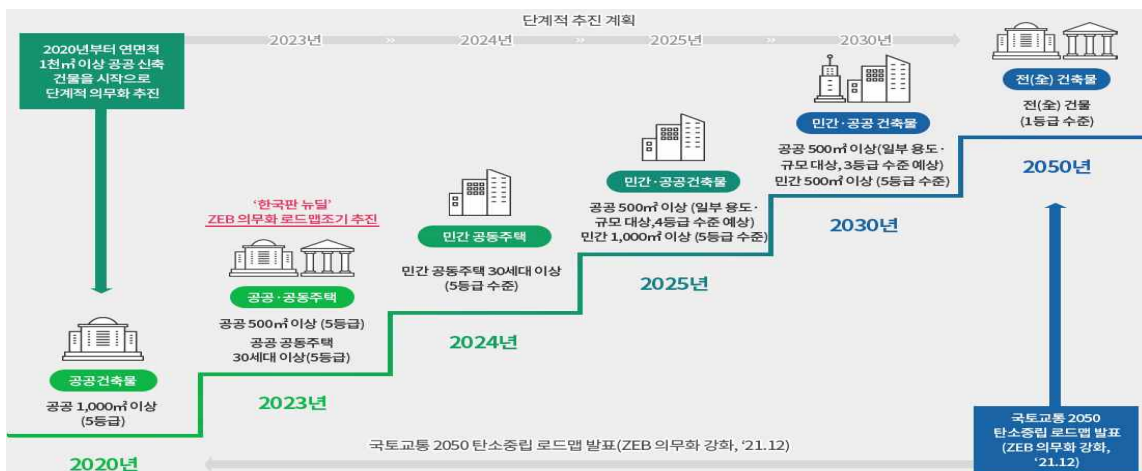 단계적 추진 계획
2023년 » 2024년 » 2025년 » 2030년
2020년부터 연면적
1천㎡ 이상 공공 신축
건물을 시작으로
단계적 의무화 추진
공공건축물
공공 1,000㎡ 이상
(5등급)
2020년
‘한국판 뉴딜’
ZEB 의무화 로드맵조기 추진
공공·공동주택
공공 500㎡ 이상 (5등급)
공공 공동주택
30세대 이상(5등급)
2023년
민간 공동주택
민간 공동주택 30세대 이상
(5등급 수준)
2024년
민간·공공건축물
공공 500㎡ 이상 (일부 용도·
규모 대상,4등급 수준 예상)
민간 1,000㎡ 이상 (5등급 수준)
2025년
민간·공공 건축물
공공 500㎡ 이상(일부 용도·
규모 대상, 3등급 수준 예상)
민간 500㎡ 이상 (5등급 수준)
2030년
전(全) 건축물
전(全) 건물
(1등급 수준)
2050년
국토교통 2050
탄소중립 로드맵 발표
(ZEB 의무화 강화,
‘21.12)
국토교통 2050 탄소중립 로드맵 발표(ZEB 의무화 강화, ‘21.12)